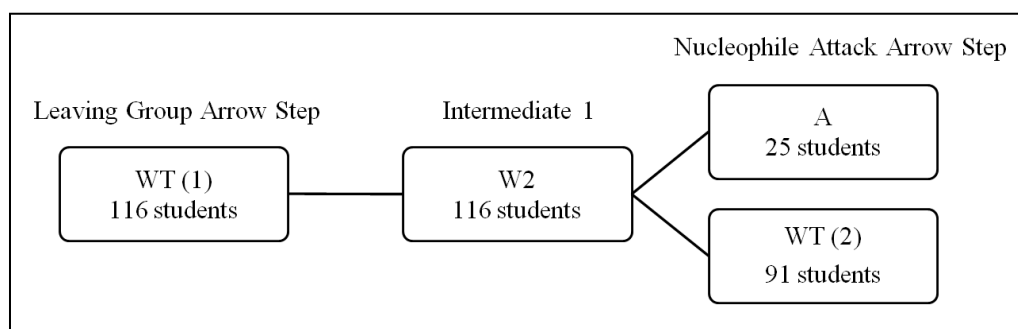 Nucleophile Attack Arrow Step
Leaving Group Arrow Step
Intermediate 1
A
25 students
WT (1)
116 students
W2
116 students
WT (2)
91 students